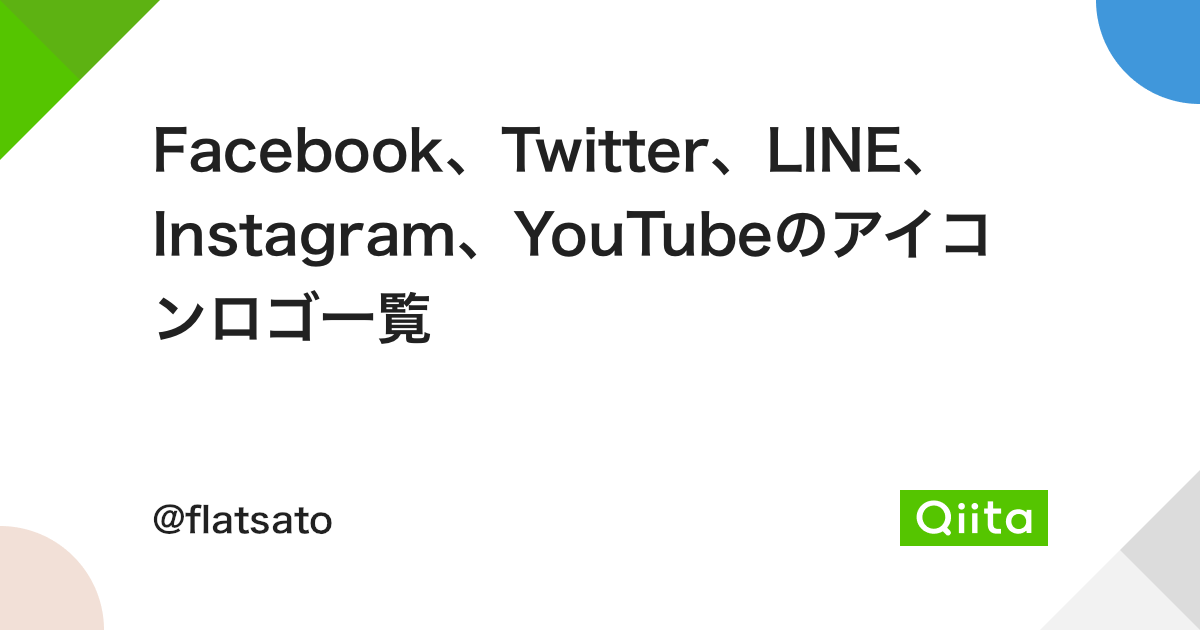 Facebook、Twitter、LINE、
Instagram、YouTubeのアイコ
ンロゴ一覧
@flatsato
Qiita